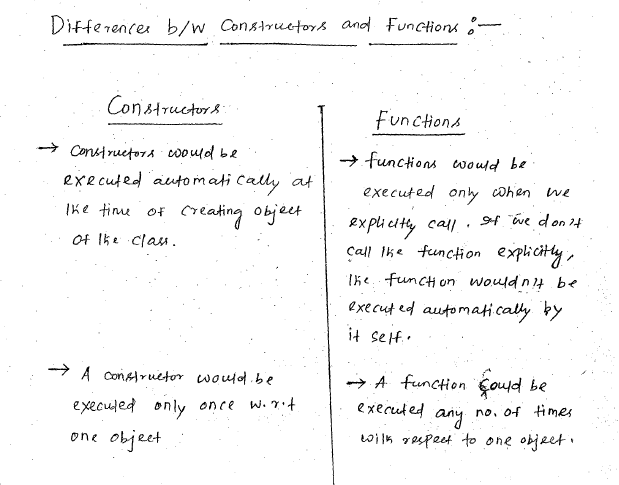 Differences b/w Constructors and Functions :-
Constructors
→ Constructors would be
executed automatically at
the time of creating object
of the class.
→ A constructor would be
executed only once w.r.t
one object
Functions
→ functions would be
executed only when we
explicitly call. If we don't
call the function explicitly,
the function wouldn't be
executed automatically by
it self.
→ A function could be
executed any no. of times
with respect to one object.